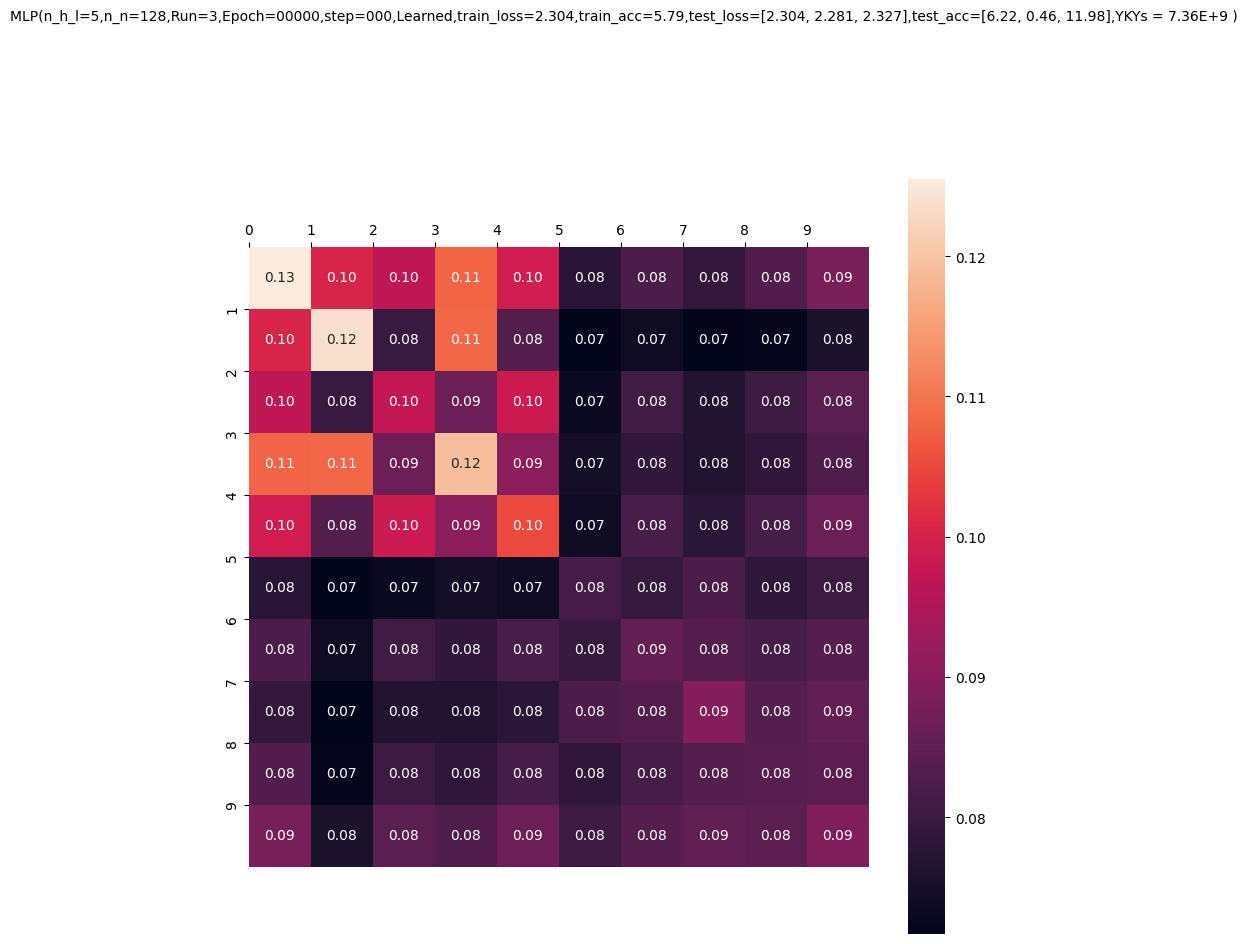 MLP(n_h_l=5,n_n=128,Run=3,Epoch=00000,step=000,Learned,train_loss=2.304,train_acc=5.79,test_loss=[2.304, 2.281, 2.327],test_acc=[6.22, 0.46, 11.98],YKYs = 7.36E+9 )
0 1 2 3 4 5 6 7 8 9
0.13 0.10 0.10 0.11 0.10 0.08 0.08 0.08 0.08 0.09
1
0.10 0.12 0.08 0.11 0.08 0.07 0.07 0.07 0.07 0.08
2
0.10 0.08 0.10 0.09 0.10 0.07 0.08 0.08 0.08 0.08
3
0.11 0.11 0.09 0.12 0.09 0.07 0.08 0.08 0.08 0.08
4
0.10 0.08 0.10 0.09 0.10 0.07 0.08 0.08 0.08 0.09
5
0.08 0.07 0.07 0.07 0.07 0.08 0.08 0.08 0.08 0.08
6
0.08 0.07 0.08 0.08 0.08 0.08 0.09 0.08 0.08 0.08
7
0.08 0.07 0.08 0.08 0.08 0.08 0.08 0.09 0.08 0.09
8
0.08 0.07 0.08 0.08 0.08 0.08 0.08 0.08 0.08 0.08
9
0.09 0.08 0.08 0.08 0.09 0.08 0.08 0.09 0.08 0.09
0.12
0.11
0.10
0.09
0.08